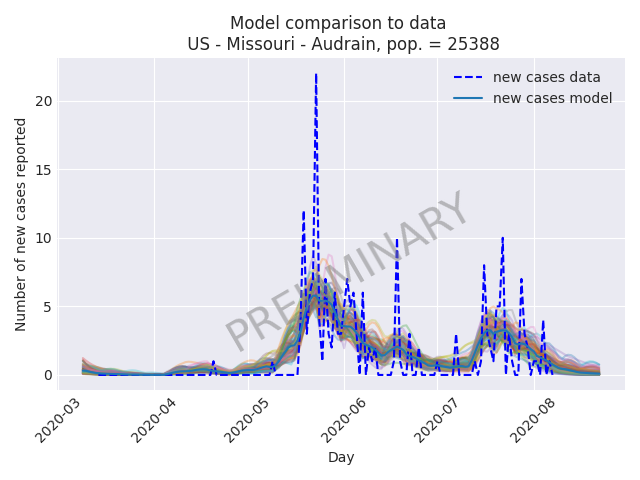 Model comparison to data
US - Missouri - Audrain, pop. = 25388
new cases data
new cases model
Number of new cases reported
20
15
10
5
0
PRELIMINARY
2020-03
2020-04
2020-05
2020-06
2020-07
2020-08
Day